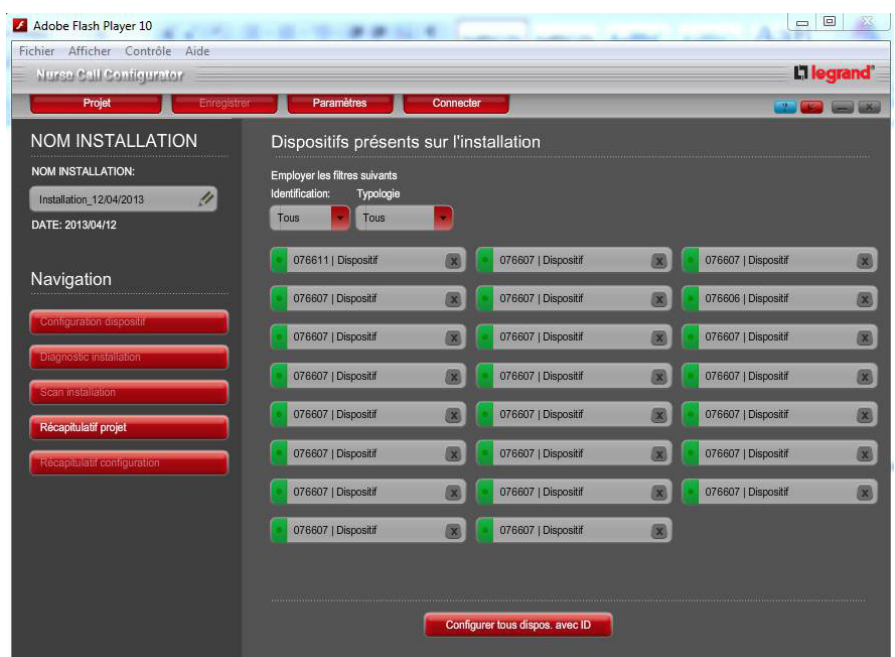 Adobe Flash Player 10
Fichier Afficher Contrôle Aide
Nurse Call Configurator
legrand®
Projet Enregistrer Paramètres Connecter
?
NOM INSTALLATION
NOM INSTALLATION:
Installation_12/04/2013
DATE: 2013/04/12
Navigation
Configuration dispositif
Diagnostic installation
Scan installation
Récapitulatif projet
Récapitulatif configuration
Dispositifs présents sur l'installation
Employer les filtres suivants
Identification: Typologie
Tous Tous
076611 | Dispositif x 076607 | Dispositif x 076607 | Dispositif x
076607 | Dispositif x 076607 | Dispositif x 076606 | Dispositif x
076607 | Dispositif x 076607 | Dispositif x 076607 | Dispositif x
076607 | Dispositif x 076607 | Dispositif x 076607 | Dispositif x
076607 | Dispositif x 076607 | Dispositif x 076607 | Dispositif x
076607 | Dispositif x 076607 | Dispositif x 076607 | Dispositif x
076607 | Dispositif x 076607 | Dispositif x 076607 | Dispositif x
076607 | Dispositif x 076607 | Dispositif x
Configurer tous dispos. avec ID